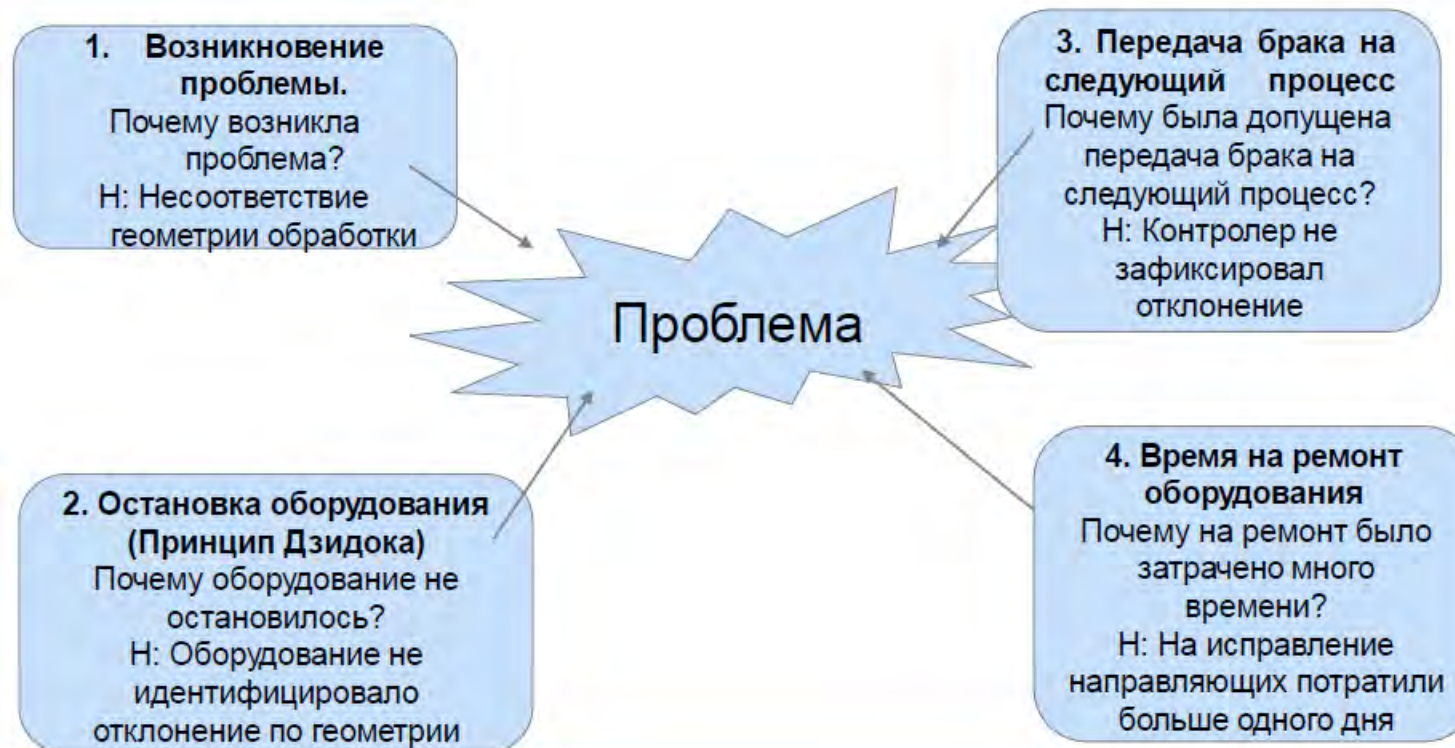 1. Возникновение
проблемы.
Почему возникла
проблема?
Н: Несоответствие
геометрии обработки
3. Передача брака на
следующий процесс
Почему была допущена
передача брака на
следующий процесс?
Н: Контролер не
зафиксировал
отклонение
Проблема
2. Остановка оборудования
(Принцип Дзидока)
Почему оборудование не
остановилось?
Н: Оборудование не
идентифицировало
отклонение по геометрии
4. Время на ремонт
оборудования
Почему на ремонт было
затрачено много
времени?
Н: На исправление
направляющих потратили
больше одного дня